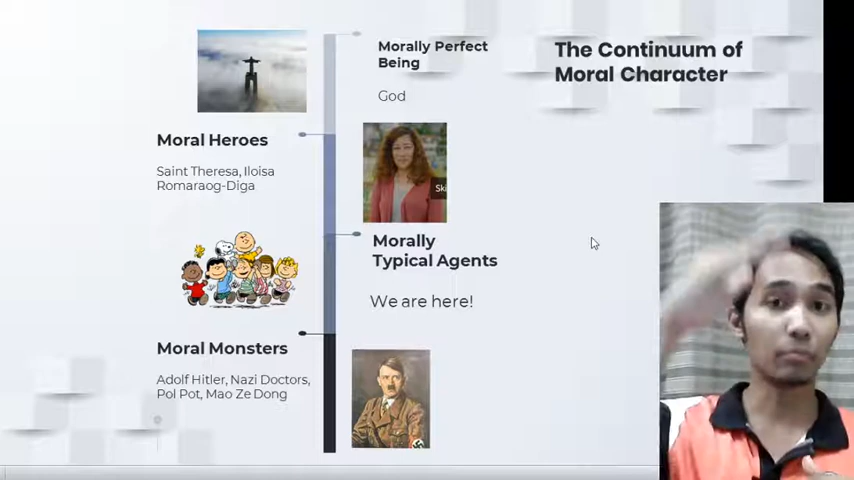 The Continuum of
Moral Character
Morally Perfect
Being
God
Moral Heroes
Saint Theresa, Iloisa
Romaraog-Diga
Ski
Morally
Typical Agents
We are here!
Moral Monsters
Adolf Hitler, Nazi Doctors,
Pol Pot, Mao Ze Dong